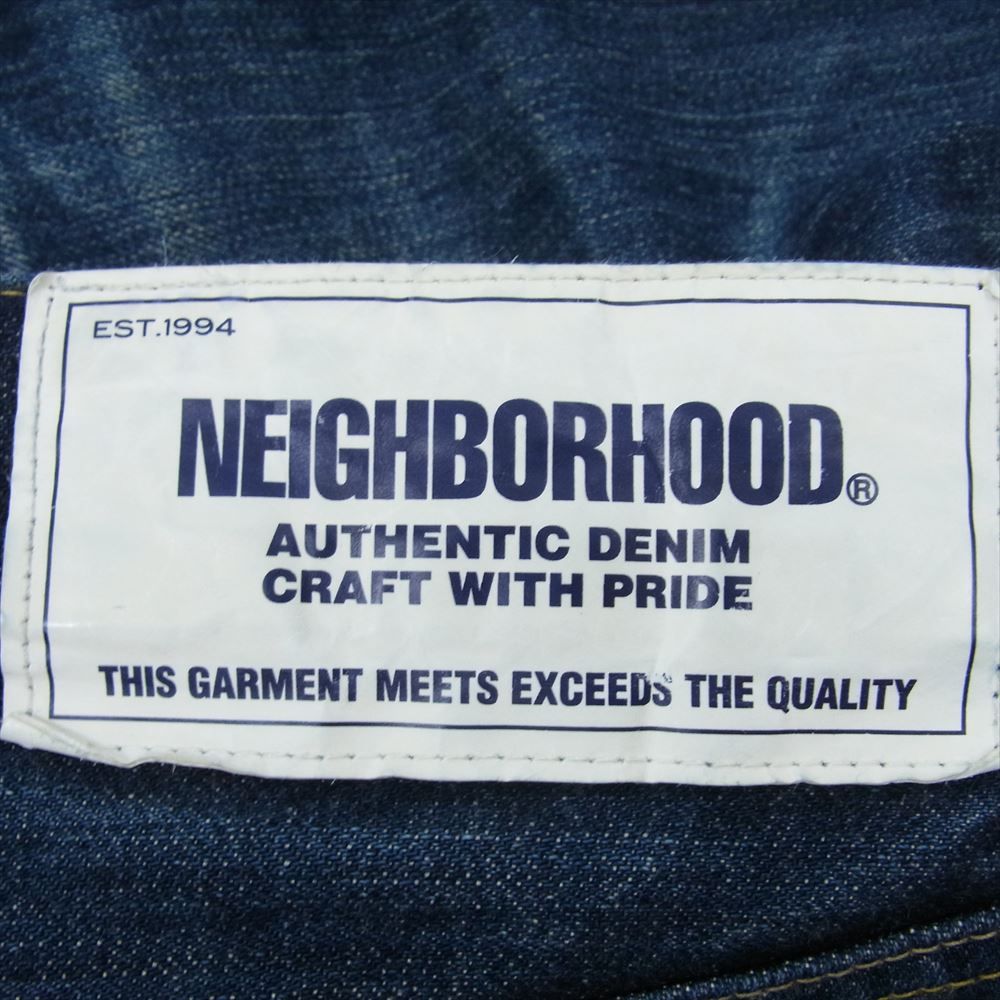 EST.1994
NEIGHBORHOOD®
AUTHENTIC DENIM
CRAFT WITH PRIDE
THIS GARMENT MEETS EXCEEDS THE QUALITY